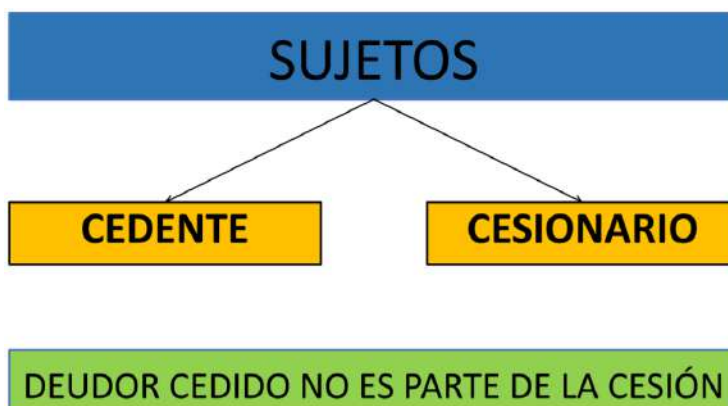 SUJETOS
CEDENTE
CESIONARIO
DEUDOR CEDIDO NO ES PARTE DE LA CESIÓN